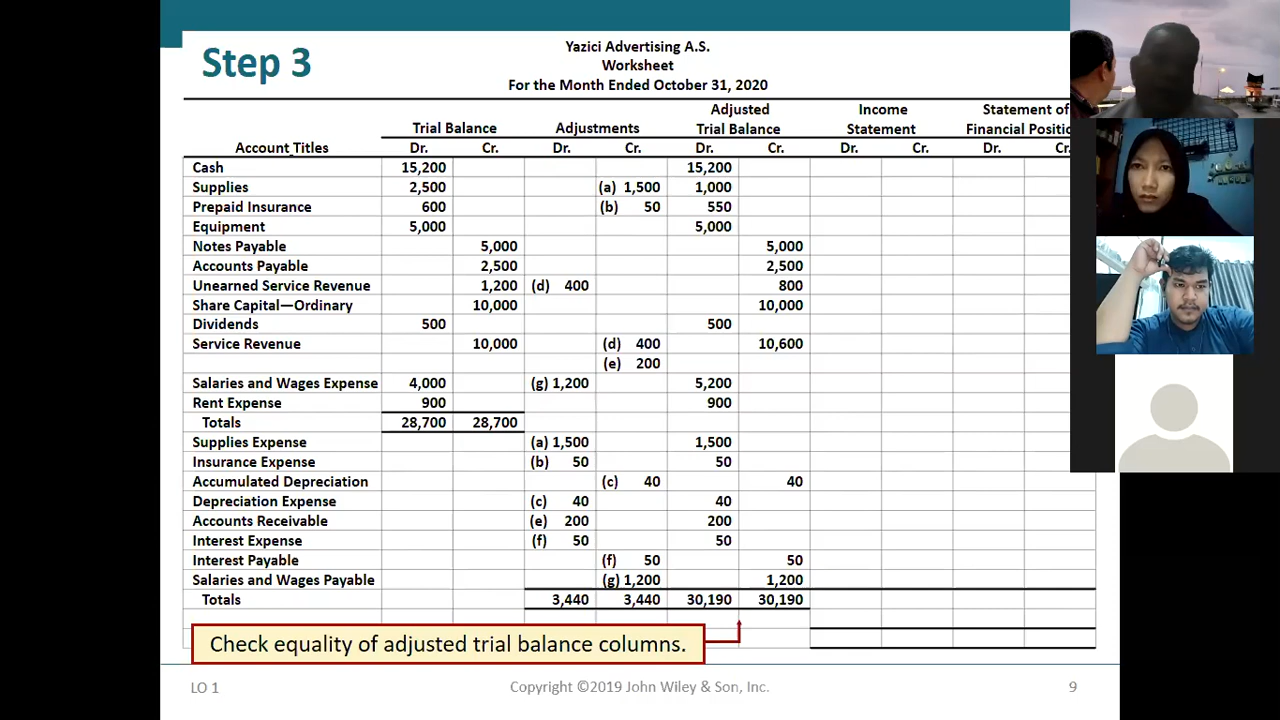 Step 3
Yazici Advertising A.S.
Worksheet
For the Month Ended October 31, 2020
Adjusted Income Statement of
Trial Balance Adjustments Trial Balance Statement Financial Positio
Account Titles Dr. Cr. Dr. Cr. Dr. Cr. Dr. Cr. Dr. Cr.
Cash 15,200 15,200
Supplies 2,500 (a) 1,500 1,000
Prepaid Insurance 600 (b) 50 550
Equipment 5,000 5,000
Notes Payable 5,000 5,000
Accounts Payable 2,500 2,500
Unearned Service Revenue 1,200 (d) 400 800
Share Capital—Ordinary 10,000 10,000
Dividends 500 500
Service Revenue 10,000 (d) 400 10,600
(e) 200
Salaries and Wages Expense 4,000 (g) 1,200 5,200
Rent Expense 900 900
Totals 28,700 28,700
Supplies Expense (a) 1,500 1,500
Insurance Expense (b) 50 50
Accumulated Depreciation (c) 40 40
Depreciation Expense (c) 40 40
Accounts Receivable (e) 200 200
Interest Expense (f) 50 50
Interest Payable (f) 50 50
Salaries and Wages Payable (g) 1,200 1,200
Totals 3,440 3,440 30,190 30,190
Check equality of adjusted trial balance columns.
LO 1 Copyright ©2019 John Wiley & Son, Inc. 9